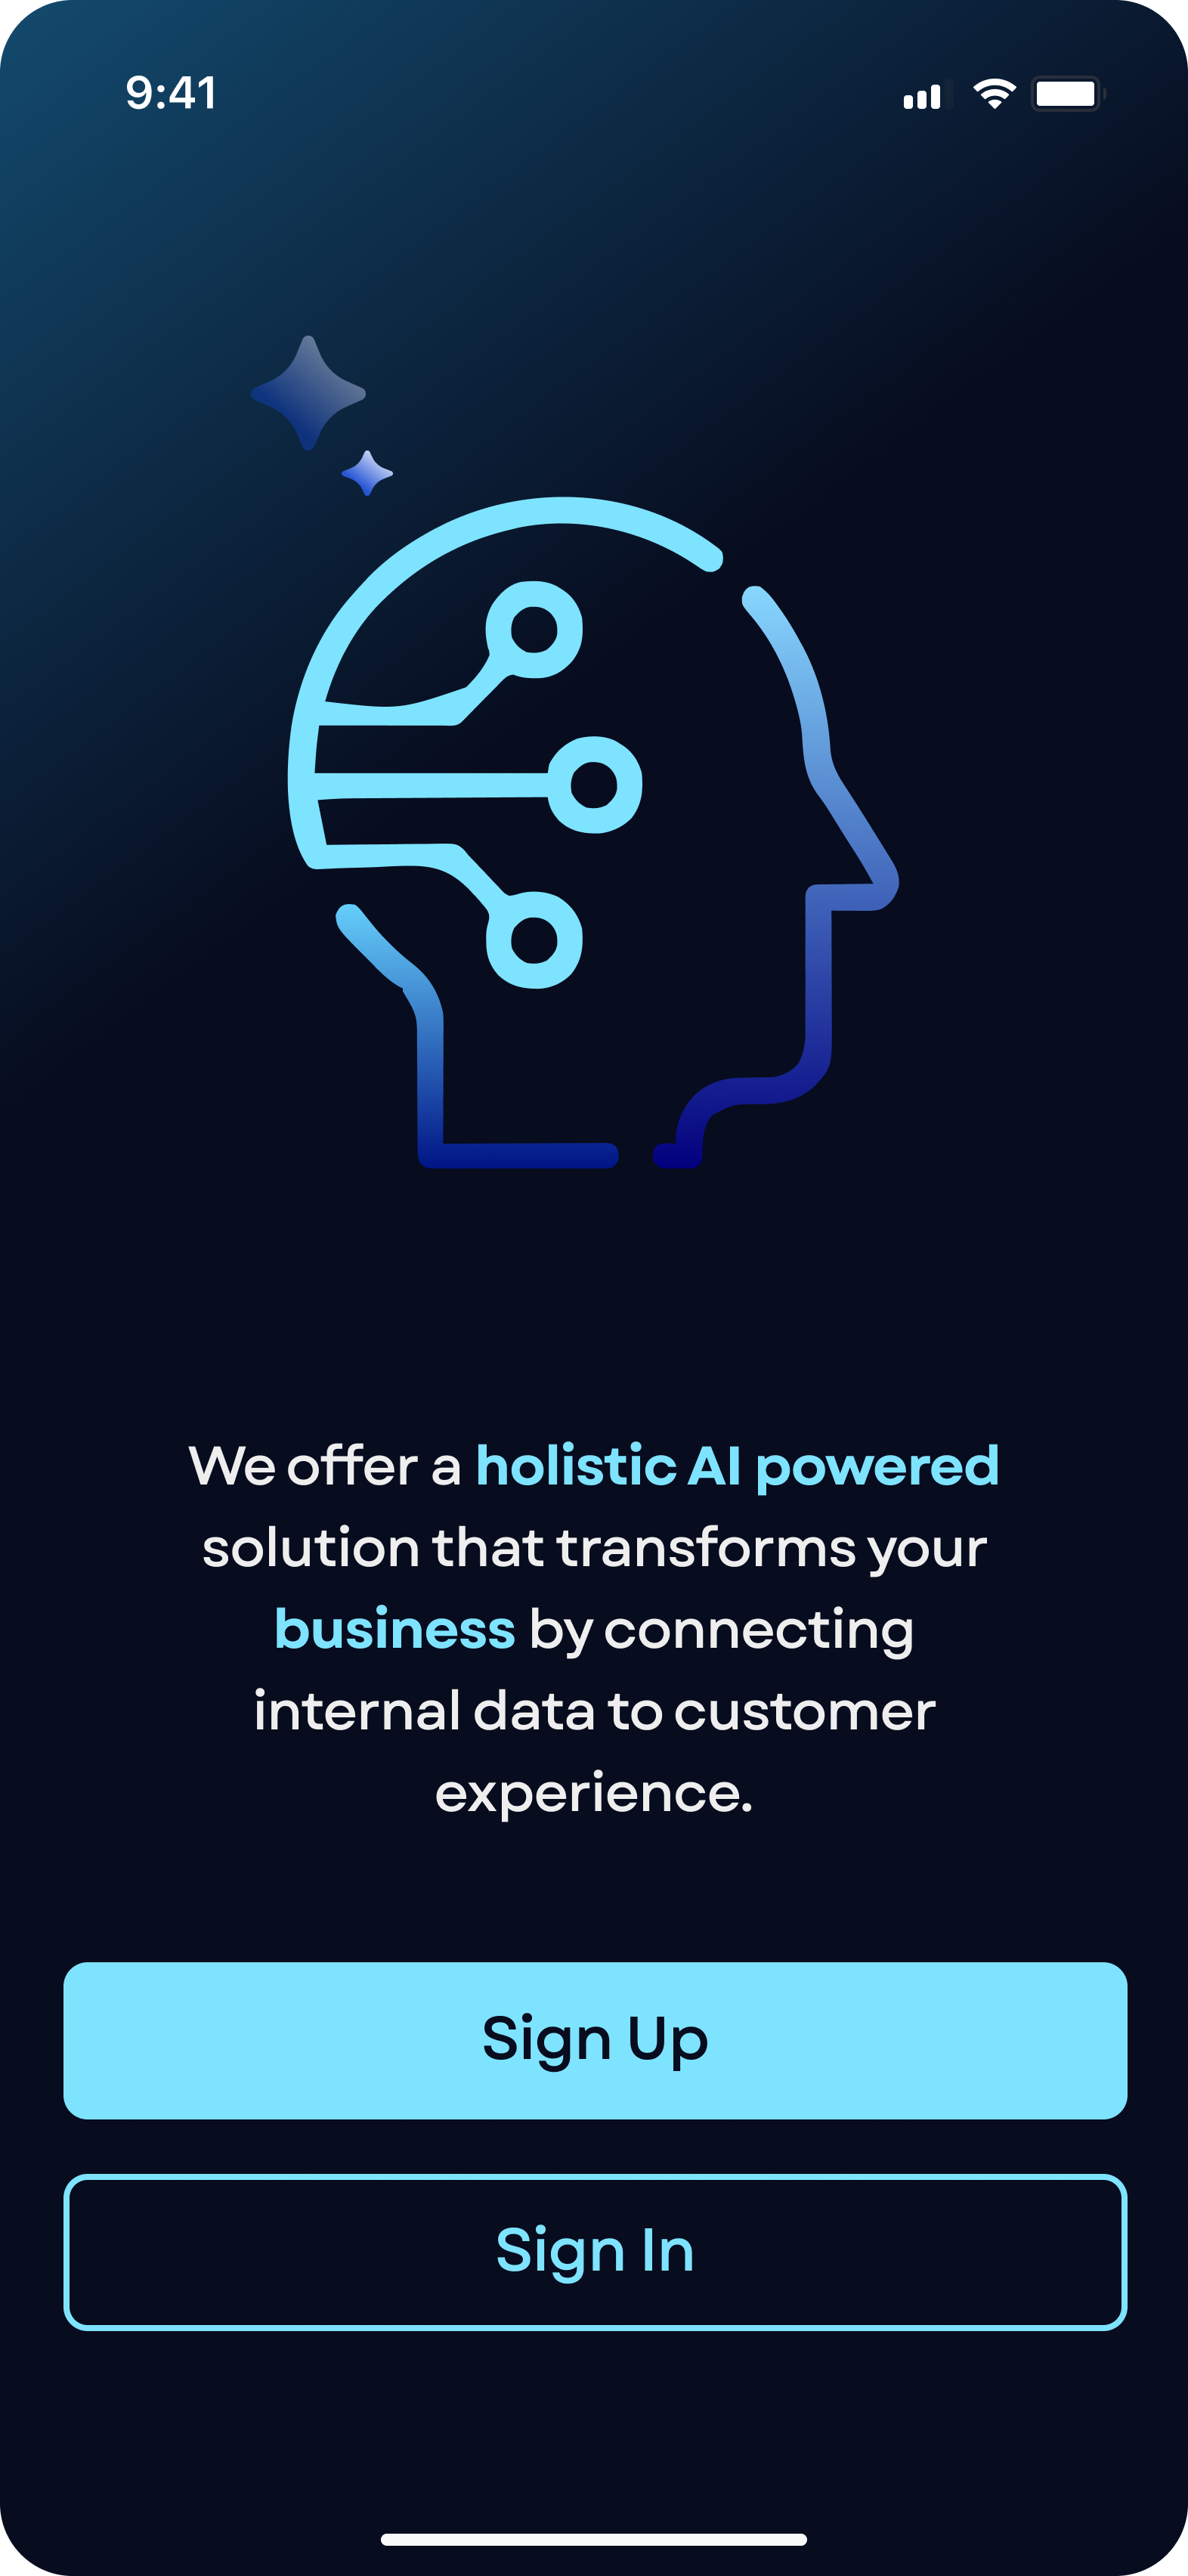 9:41
We offer a holistic AI powered
solution that transforms your
business by connecting
internal data to customer
experience.
Sign Up
Sign In